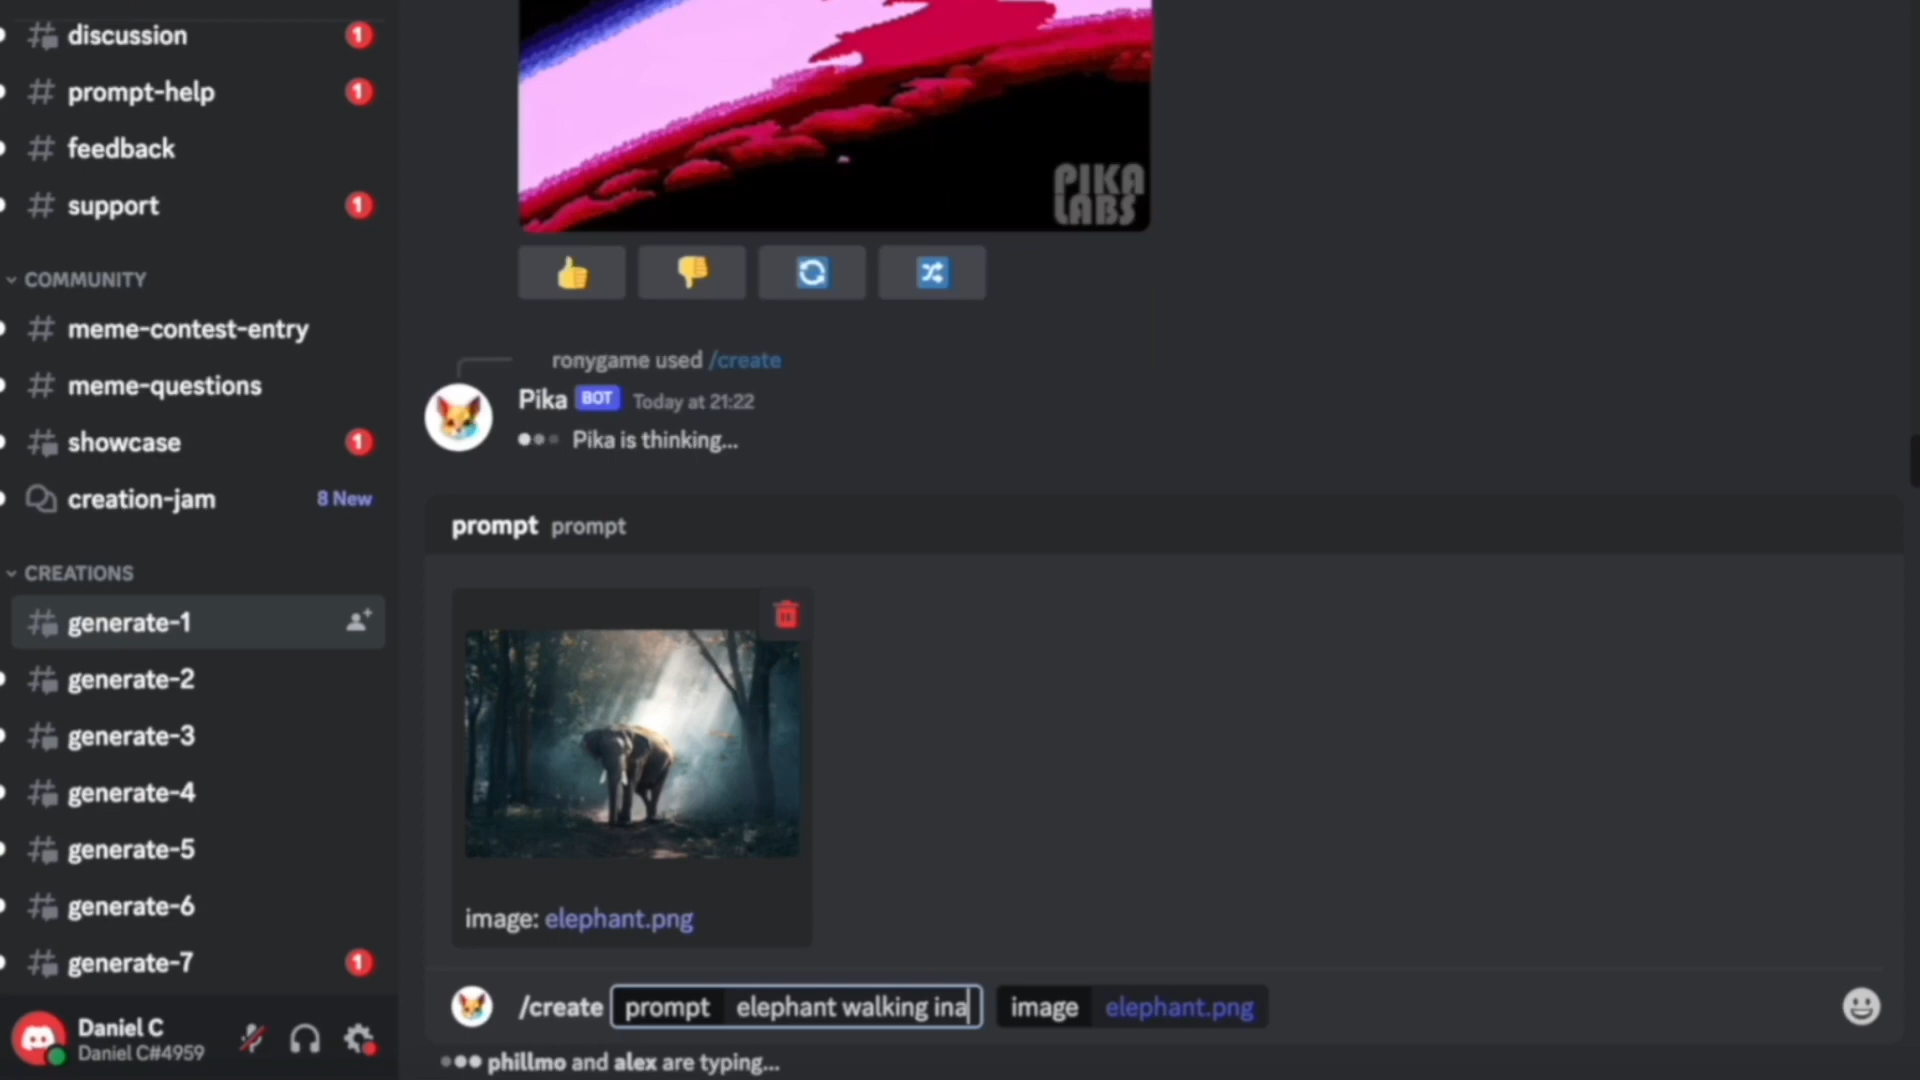 discussion 1
prompt-help 1
feedback
support 1
COMMUNITY
meme-contest-entry
meme-questions
showcase 1
creation-jam 8 New
CREATIONS
generate-1
generate-2
generate-3
generate-4
generate-5
generate-6
generate-7 1
Daniel C
Daniel C#4959
PIKA
LABS
ronygame used /create
Pika BOT Today at 21:22
Pika is thinking...
prompt prompt
image: elephant.png
/create prompt elephant walking ina image elephant.png
phillmo and alex are typing...